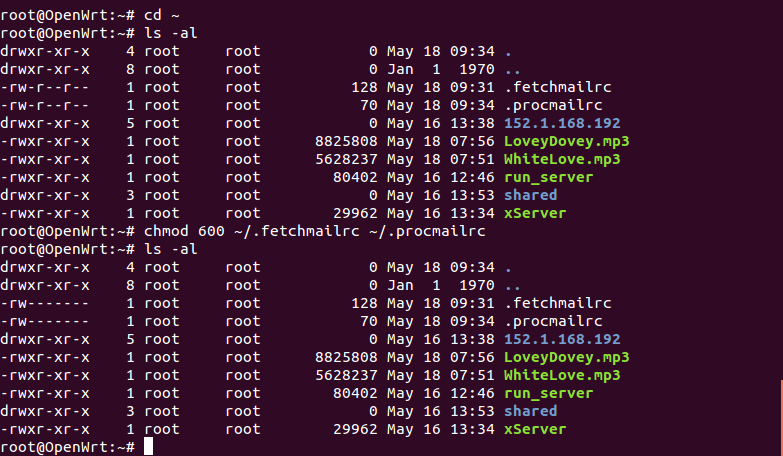 root@OpenWrt:~# cd ~
root@OpenWrt:~# ls -al
drwxr-xr-x    4 root     root             0 May 18 09:34 .
drwxr-xr-x    8 root     root             0 Jan  1  1970 ..
-rw-r--r--    1 root     root           128 May 18 09:31 .fetchmailrc
-rw-r--r--    1 root     root            70 May 18 09:34 .procmailrc
drwxr-xr-x    5 root     root             0 May 16 13:38 152.1.168.192
-rwxr-xr-x    1 root     root       8825808 May 18 07:56 LoveyDovey.mp3
-rwxr-xr-x    1 root     root       5628237 May 18 07:51 WhiteLove.mp3
-rwxr-xr-x    1 root     root         80402 May 16 12:46 run_server
drwxr-xr-x    3 root     root             0 May 16 13:53 shared
-rwxr-xr-x    1 root     root         29962 May 16 13:34 xServer
root@OpenWrt:~# chmod 600 ~/.fetchmailrc ~/.procmailrc
root@OpenWrt:~# ls -al
drwxr-xr-x    4 root     root             0 May 18 09:34 .
drwxr-xr-x    8 root     root             0 Jan  1  1970 ..
-rw-------    1 root     root           128 May 18 09:31 .fetchmailrc
-rw-------    1 root     root            70 May 18 09:34 .procmailrc
drwxr-xr-x    5 root     root             0 May 16 13:38 152.1.168.192
-rwxr-xr-x    1 root     root       8825808 May 18 07:56 LoveyDovey.mp3
-rwxr-xr-x    1 root     root       5628237 May 18 07:51 WhiteLove.mp3
-rwxr-xr-x    1 root     root         80402 May 16 12:46 run_server
drwxr-xr-x    3 root     root             0 May 16 13:53 shared
-rwxr-xr-x    1 root     root         29962 May 16 13:34 xServer
root@OpenWrt:~#